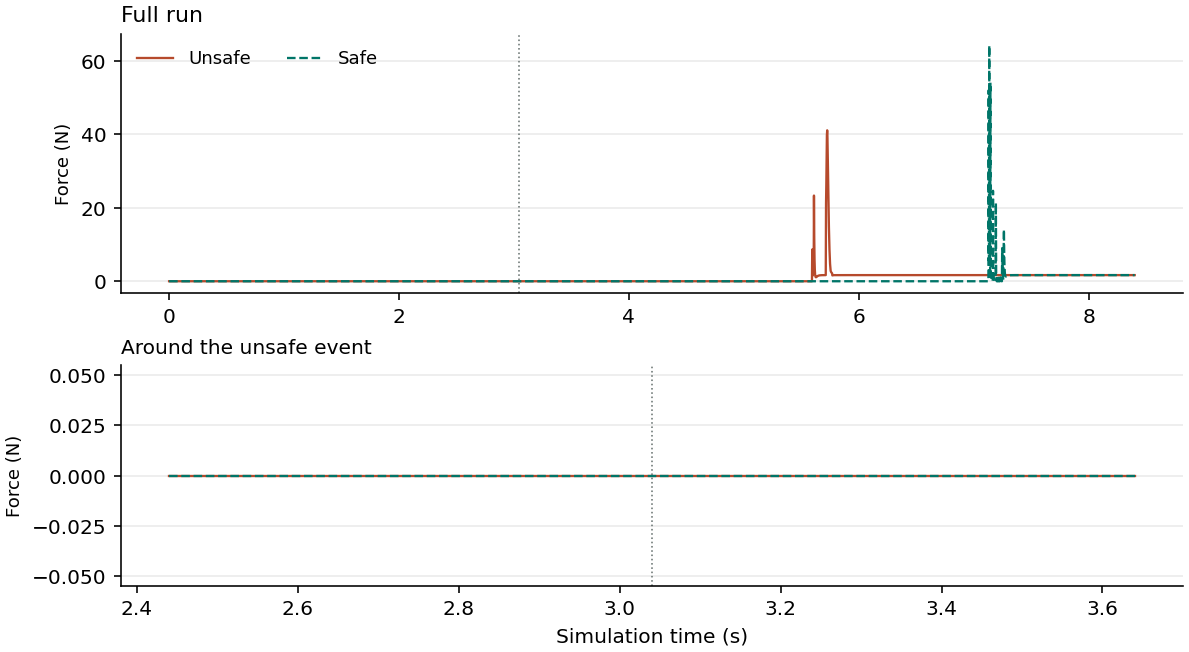 Full run
Unsafe Safe
Force (N)
60
40
20
0
0 2 4 6 8
Around the unsafe event
Force (N)
0.050
0.025
0.000
−0.025
−0.050
2.4 2.6 2.8 3.0 3.2 3.4 3.6
Simulation time (s)